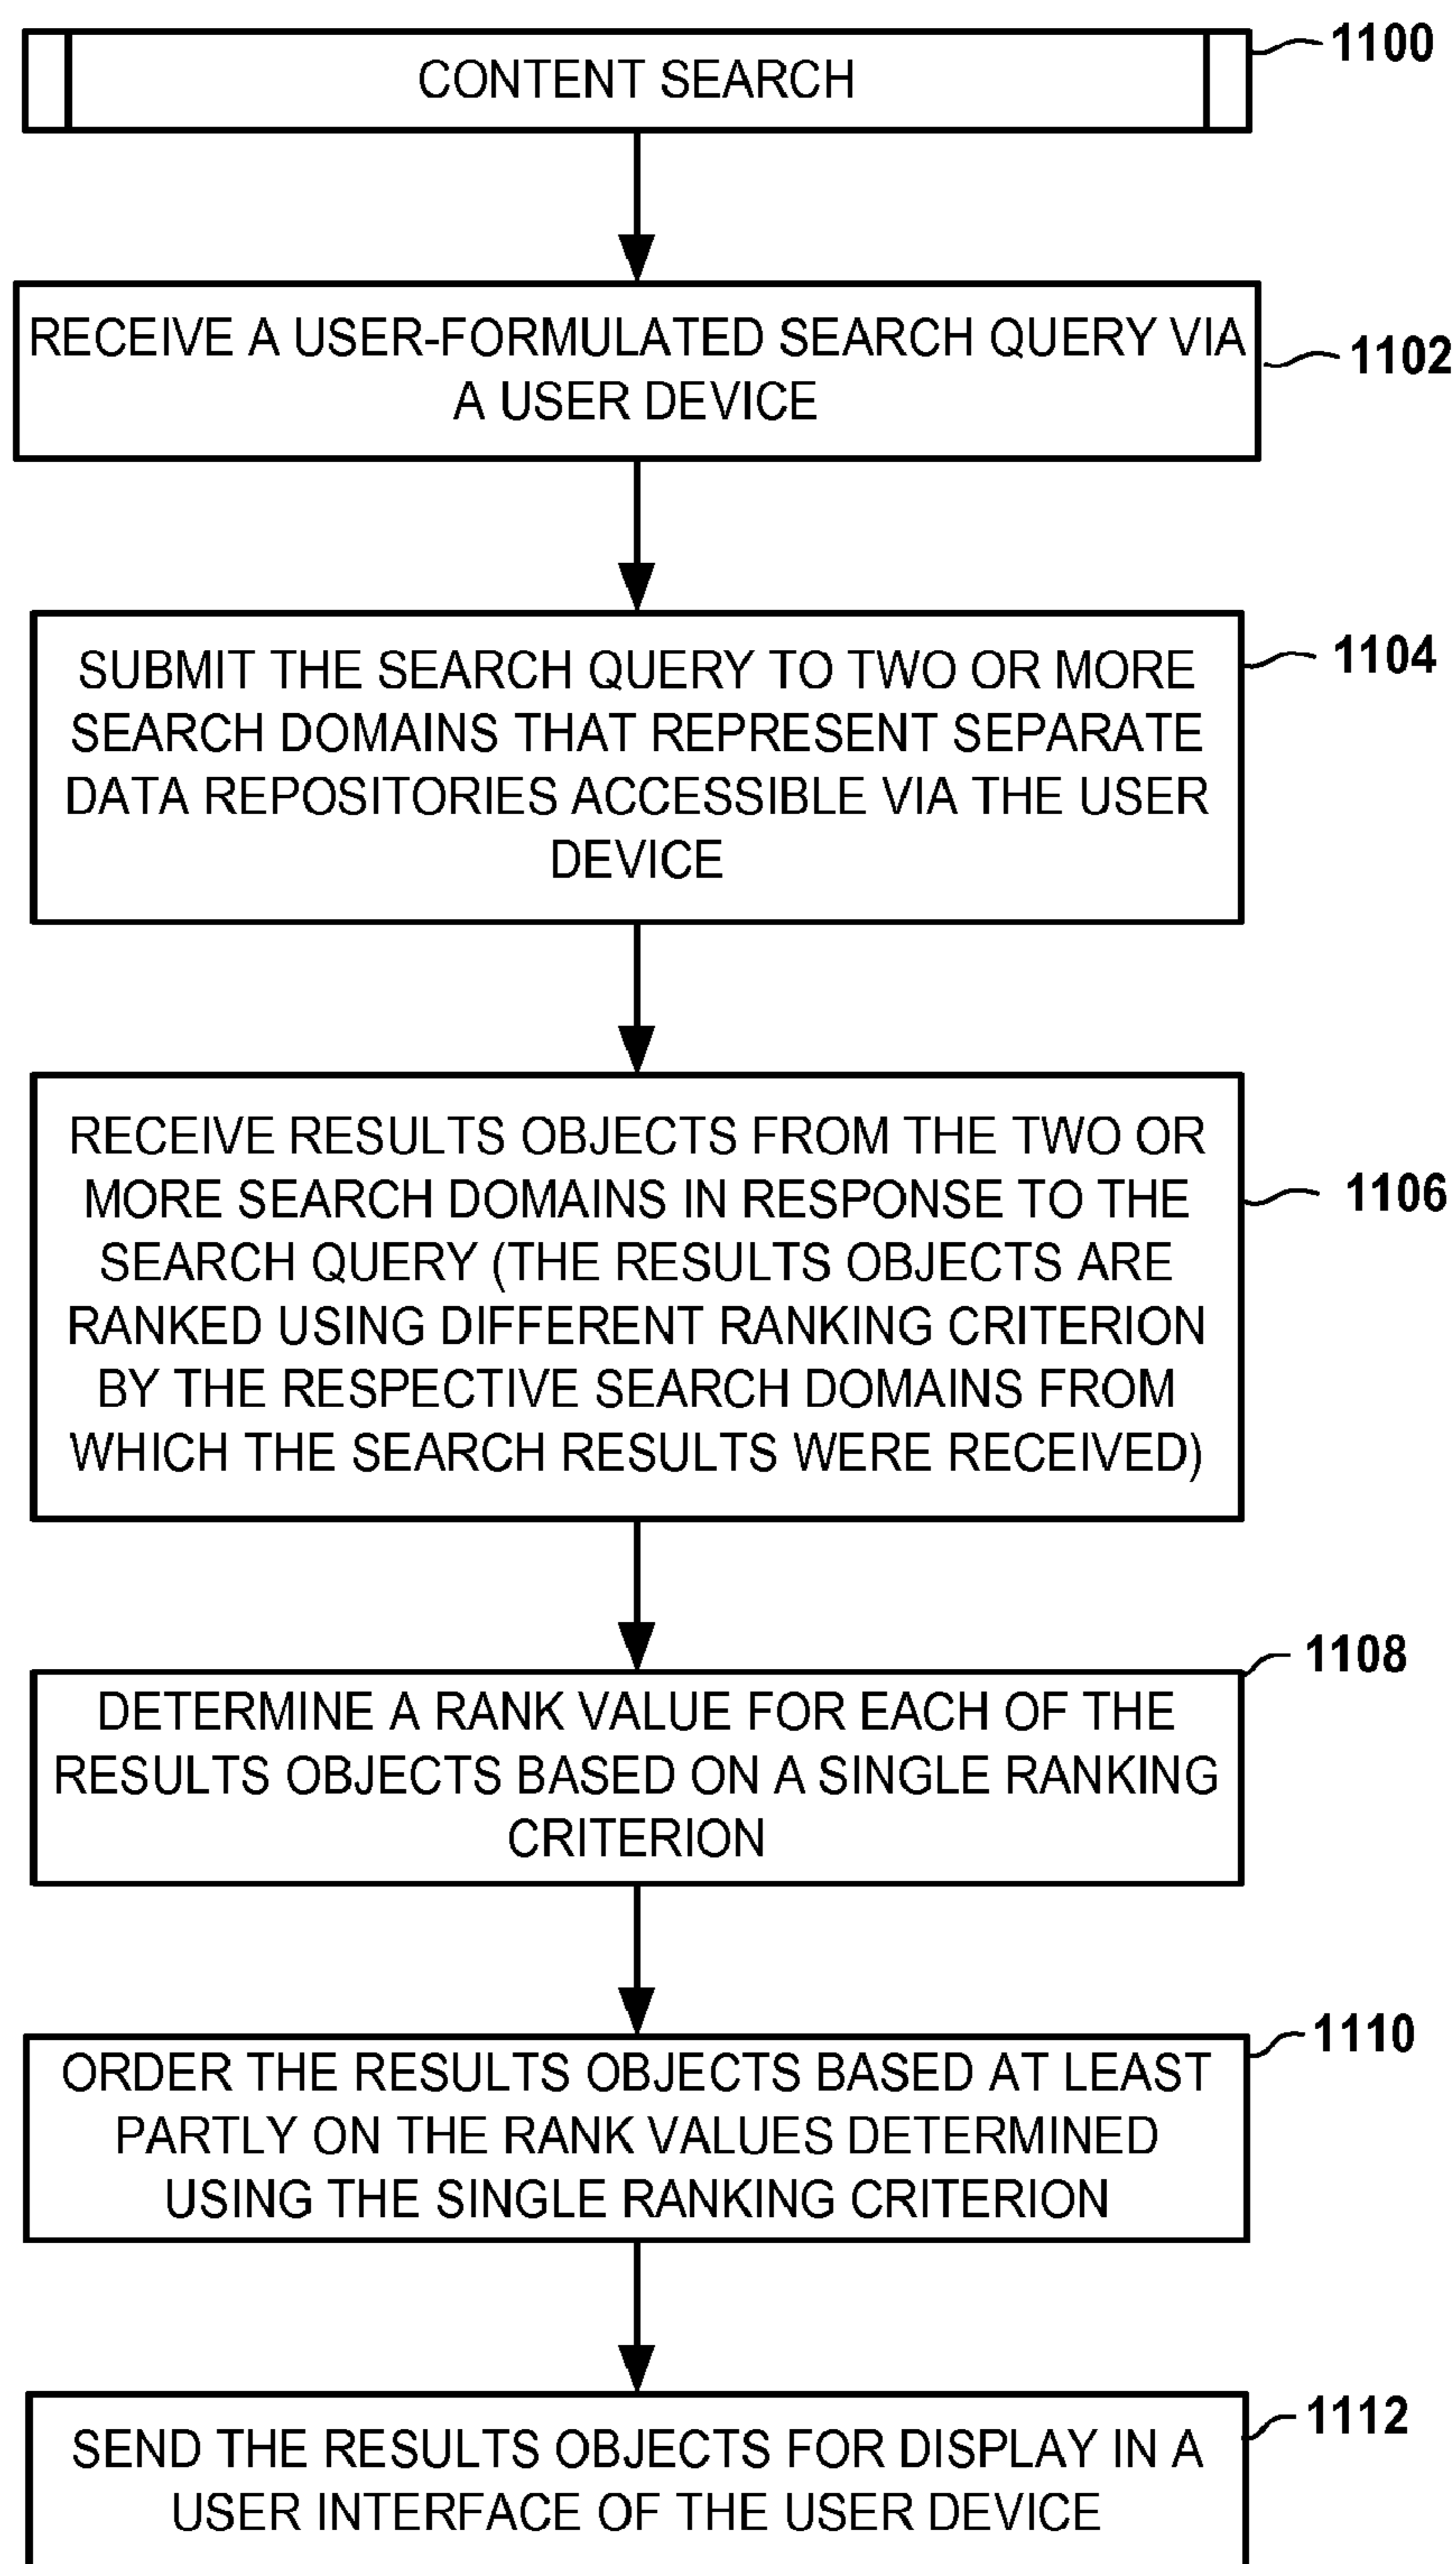 1100
CONTENT SEARCH
RECEIVE A USER-FORMULATED SEARCH QUERY VIA
A USER DEVICE
1102
1104
SUBMIT THE SEARCH QUERY TO TWO OR MORE
SEARCH DOMAINS THAT REPRESENT SEPARATE
DATA REPOSITORIES ACCESSIBLE VIA THE USER
DEVICE
RECEIVE RESULTS OBJECTS FROM THE TWO OR
MORE SEARCH DOMAINS IN RESPONSE TO THE
SEARCH QUERY (THE RESULTS OBJECTS ARE
RANKED USING DIFFERENT RANKING CRITERION
BY THE RESPECTIVE SEARCH DOMAINS FROM
WHICH THE SEARCH RESULTS WERE RECEIVED)
1106
1108
DETERMINE A RANK VALUE FOR EACH OF THE
RESULTS OBJECTS BASED ON A SINGLE RANKING
CRITERION
1110
ORDER THE RESULTS OBJECTS BASED AT LEAST
PARTLY ON THE RANK VALUES DETERMINED
USING THE SINGLE RANKING CRITERION
1112
SEND THE RESULTS OBJECTS FOR DISPLAY IN A
USER INTERFACE OF THE USER DEVICE